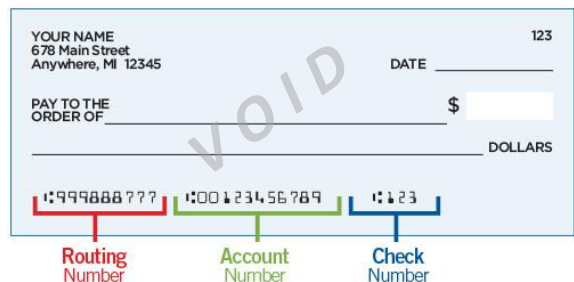 YOUR NAME
123
678 Main Street
Anywhere, MI 12345
DATE
VOID
PAY TO THE
ORDER OF
$
DOLLARS
⑆999888777 ⑆00123456789 ⑆123
Routing Number
Account Number
Check Number